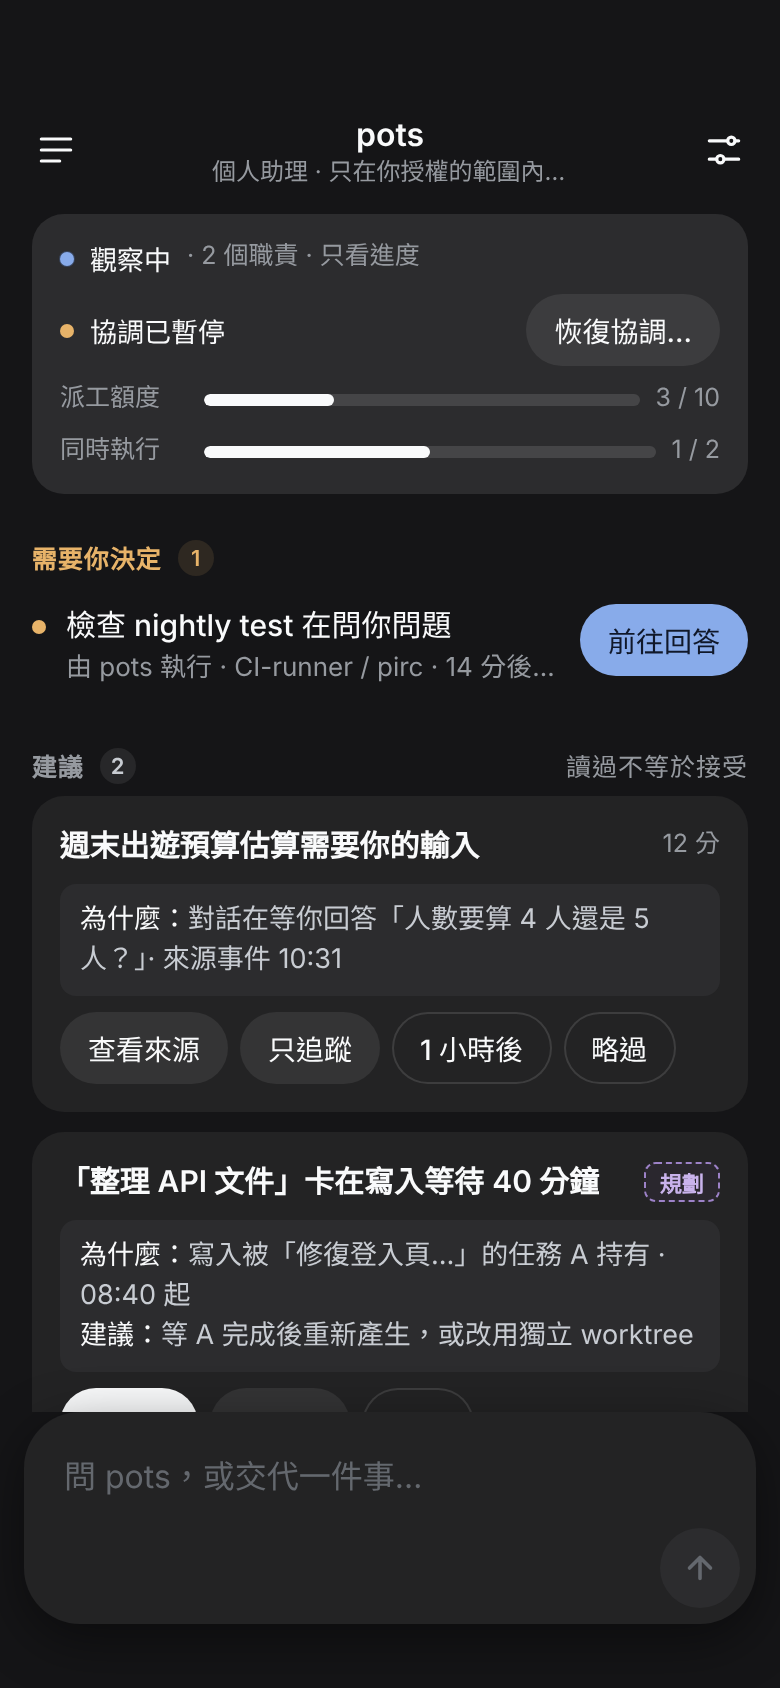 pots
個人助理 · 只在你授權的範圍內...
觀察中 · 2 個職責 · 只看進度
協調已暫停 恢復協調...
派工額度 3 / 10
同時執行 1 / 2
需要你決定 1
檢查 nightly test 在問你問題 前往回答
由 pots 執行 · CI-runner / pirc · 14 分後...
建議 2 讀過不等於接受
週末出遊預算估算需要你的輸入 12 分
為什麼：對話在等你回答「人數要算 4 人還是 5
人？」· 來源事件 10:31
查看來源 只追蹤 1 小時後 略過
「整理 API 文件」卡在寫入等待 40 分鐘 規劃
為什麼：寫入被「修復登入頁...」的任務 A 持有 ·
08:40 起
建議：等 A 完成後重新產生，或改用獨立 worktree
問 pots，或交代一件事...